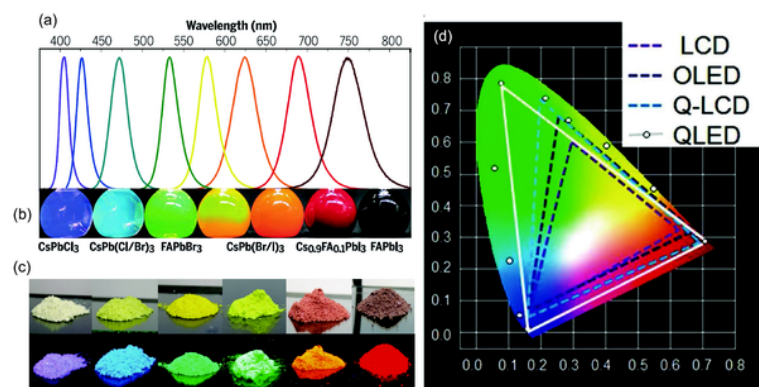 (a)
Wavelength (nm)
400 450 500 550 600 650 700 750 800
(b)
CsPbCl3 CsPb(Cl/Br)3 FAPbBr3 CsPb(Br/I)3 Cs0.9FA0.1PbI3 FAPbI3
(c)
(d)
LCD
OLED
Q-LCD
QLED
0.8
0.7
0.6
0.5
0.4
0.3
0.2
0.1
0.0
0.0 0.1 0.2 0.3 0.4 0.5 0.6 0.7 0.8